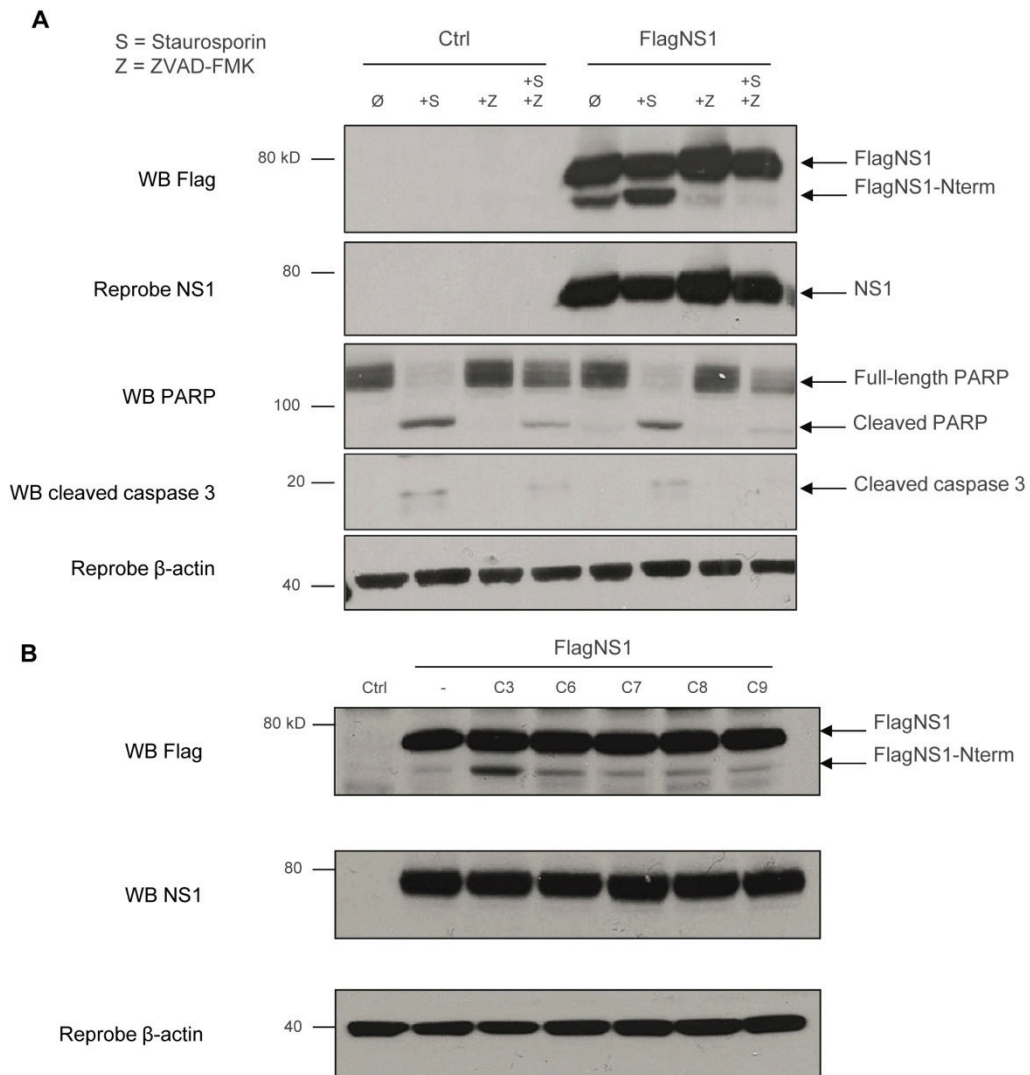 A
S = Staurosporin
Z = ZVAD-FMK
Ctrl
FlagNS1
Ø
+S
+Z
+S
+Z
Ø
+S
+Z
+S
+Z
WB Flag
80 kD
FlagNS1
FlagNS1-Nterm
Reprobe NS1
80
NS1
WB PARP
100
Full-length PARP
Cleaved PARP
WB cleaved caspase 3
20
Cleaved caspase 3
Reprobe β-actin
40
B
FlagNS1
Ctrl - C3 C6 C7 C8 C9
WB Flag
80 kD
FlagNS1
FlagNS1-Nterm
WB NS1
80
Reprobe β-actin
40